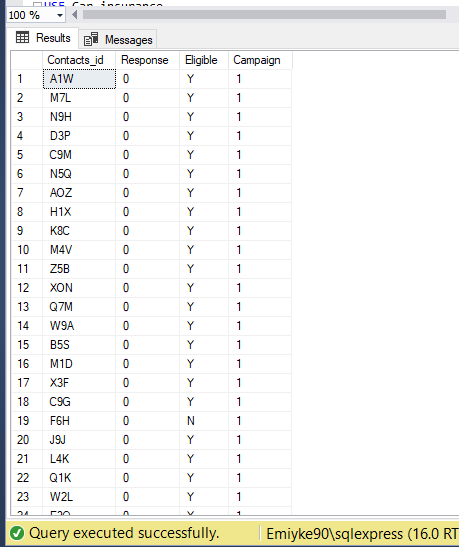 USE Gap_insurance
100 %
Results Messages
Contacts_id Response Eligible Campaign
1 A1W 0 Y 1
2 M7L 0 Y 1
3 N9H 0 Y 1
4 D3P 0 Y 1
5 C9M 0 Y 1
6 N5Q 0 Y 1
7 AOZ 0 Y 1
8 H1X 0 Y 1
9 K8C 0 Y 1
10 M4V 0 Y 1
11 Z5B 0 Y 1
12 XON 0 Y 1
13 Q7M 0 Y 1
14 W9A 0 Y 1
15 B5S 0 Y 1
16 M1D 0 Y 1
17 X3F 0 Y 1
18 C9G 0 Y 1
19 F6H 0 N 1
20 J9J 0 Y 1
21 L4K 0 Y 1
22 Q1K 0 Y 1
23 W2L 0 Y 1
Query executed successfully. Emiyke90\sqlexpress (16.0 RT